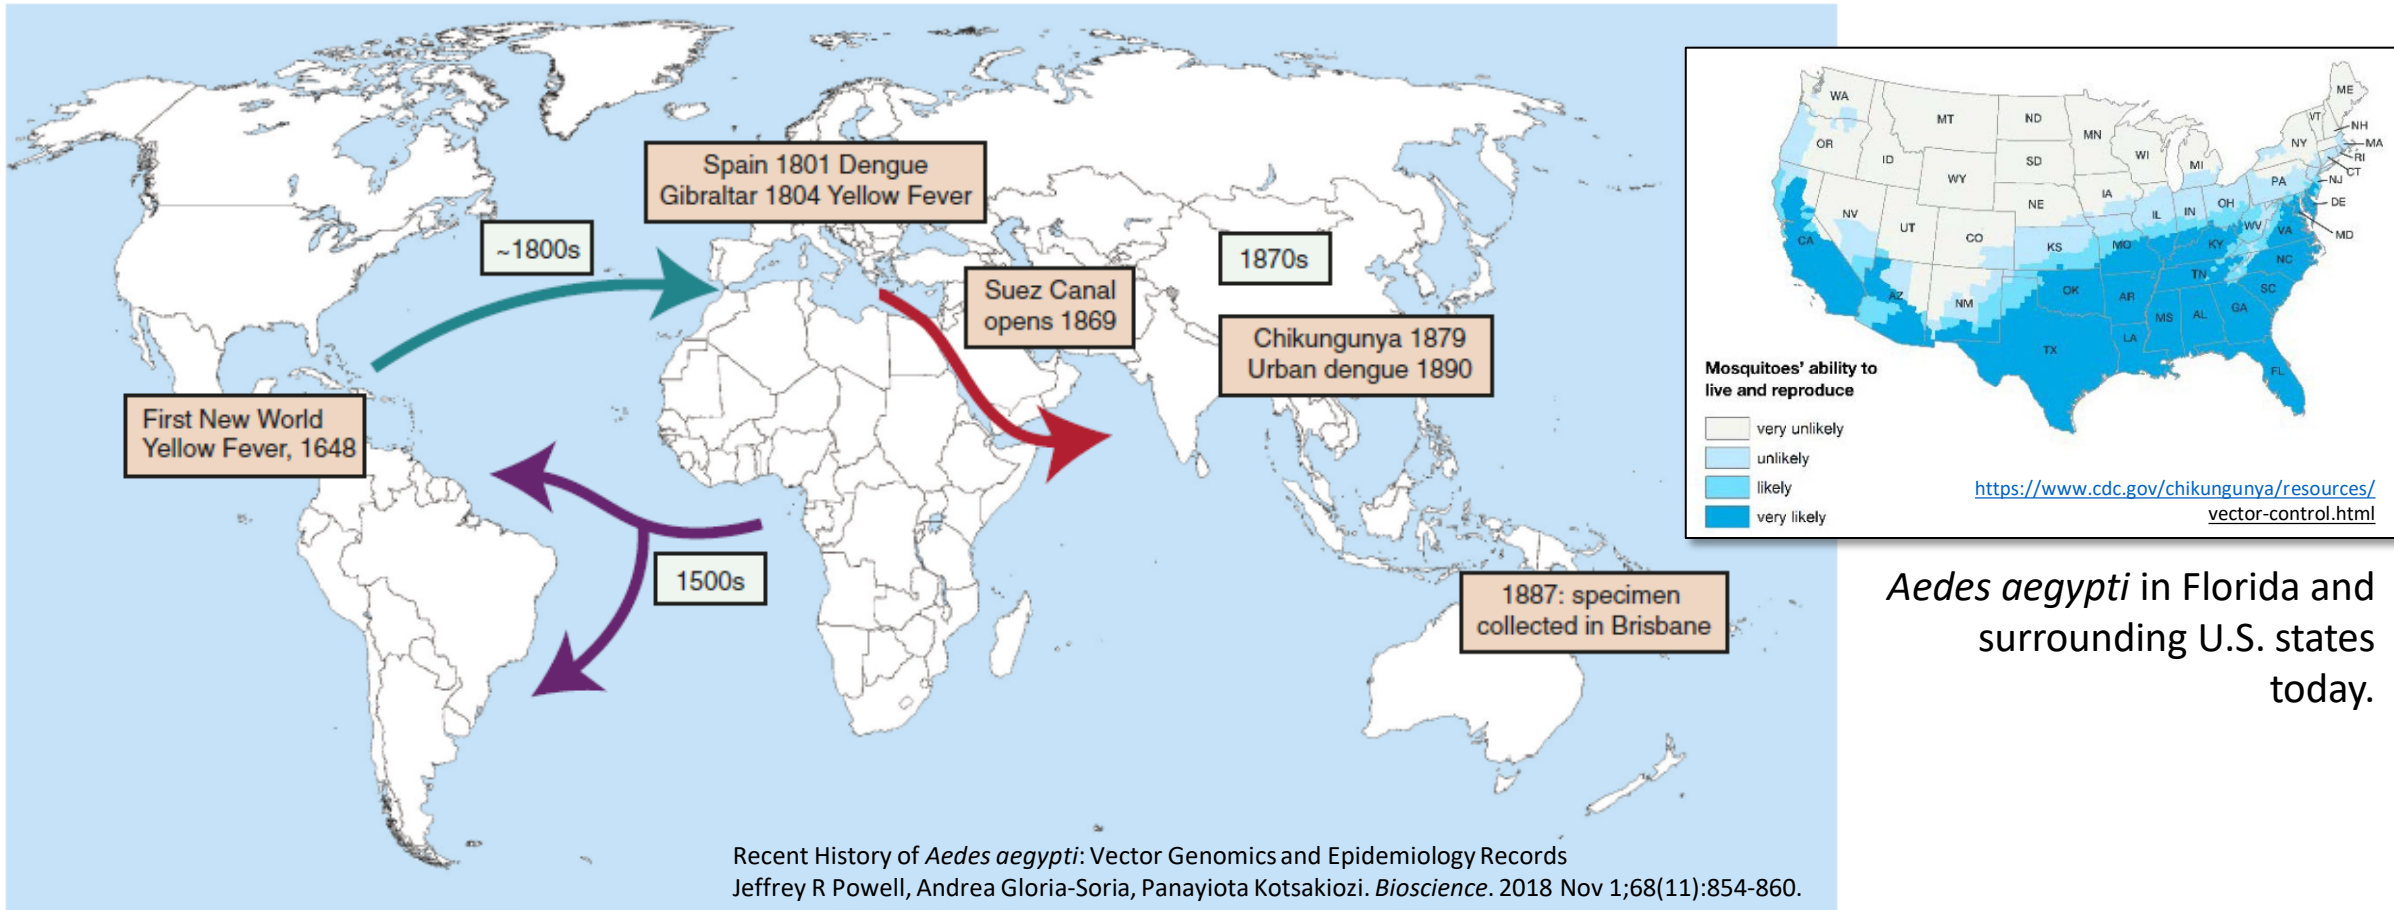 Spain 1801 Dengue
Gibraltar 1804 Yellow Fever
~1800s
1870s
Suez Canal
opens 1869
Chikungunya 1879
Urban dengue 1890
First New World
Yellow Fever, 1648
1500s
1887: specimen
collected in Brisbane
Recent History of Aedes aegypti: Vector Genomics and Epidemiology Records
Jeffrey R Powell, Andrea Gloria-Soria, Panayiota Kotsakiozi. Bioscience. 2018 Nov 1;68(11):854-860.
WA
MT
ND
MN
ME
VT
NH
OR
ID
SD
WI
MI
NY
MA
RI
CT
WY
IA
PA
NJ
NV
UT
NE
IL
IN
OH
DE
CO
KS
MO
WV
VA
MD
CA
KY
NC
AZ
NM
OK
TN
AR
SC
MS
AL
GA
TX
LA
FL
Mosquitoes’ ability to
live and reproduce
very unlikely
unlikely
likely
very likely
https://www.cdc.gov/chikungunya/resources/
vector-control.html
Aedes aegypti in Florida and
surrounding U.S. states
today.